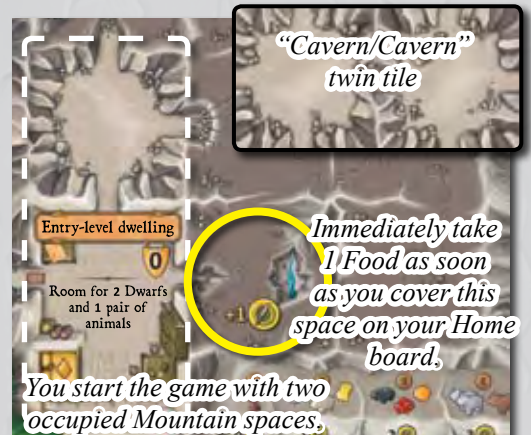 “Cavern/Cavern”
twin tile
Entry-level dwelling
0
Room for 2 Dwarfs
and 1 pair of
animals
+1
Immediately take
1 Food as soon
as you cover this
space on your Home
board.
You start the game with two
occupied Mountain spaces,